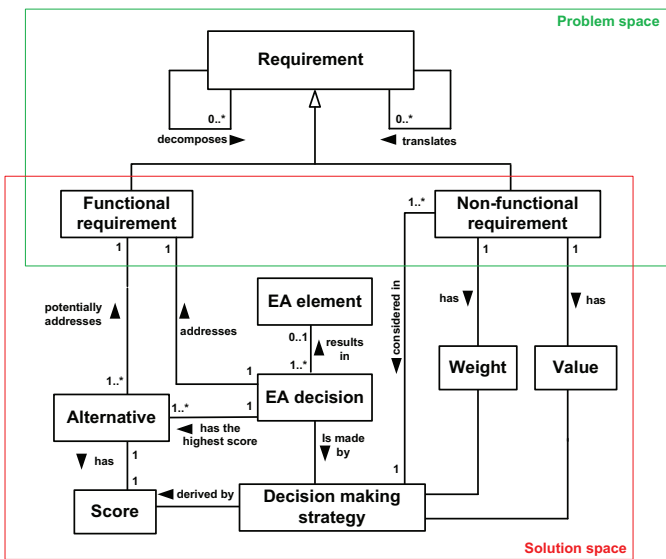 Problem space
Requirement
0..*
0..*
decomposes
translates
Functional
requirement
Non-functional
requirement
1..*
1
1
1
1
EA element
potentially
addresses
addresses
considered in
has
has
0..1
results
in
1..*
Weight
Value
1..*
1
EA decision
Alternative
1..*
1
has the
highest score
Is made
by
has
1
1
1
Score
derived by
Decision making
strategy
Solution space